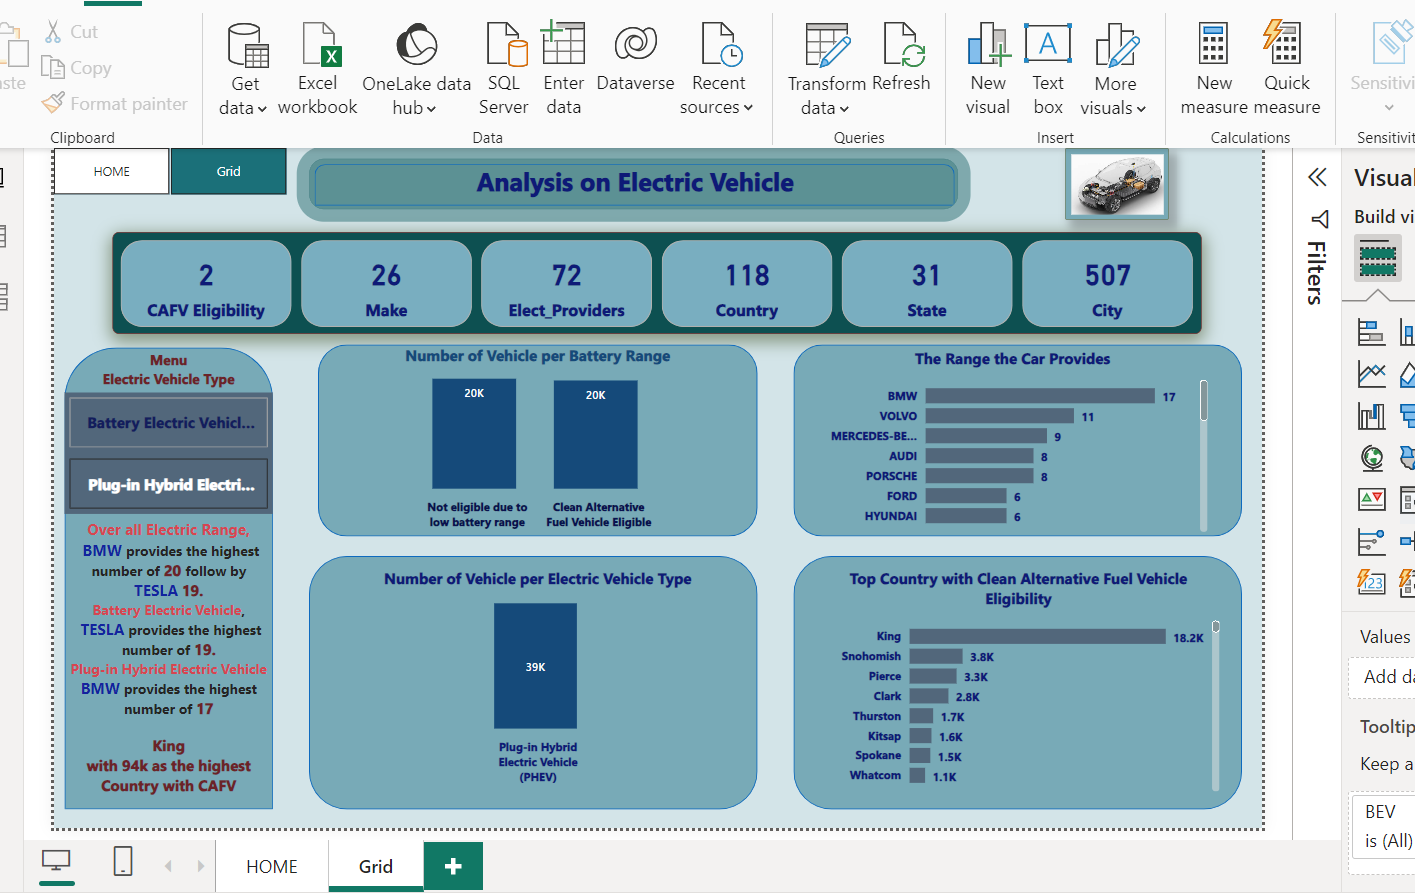 Cut
Copy
Format painter
Clipboard
Get data
Excel workbook
OneLake data hub
SQL Server
Enter data
Dataverse
Recent sources
Data
Transform data
Refresh
Queries
New visual
Text box
More visuals
Insert
New measure
Quick measure
Calculations
HOME
Grid
Analysis on Electric Vehicle
2
CAFV Eligibility
26
Make
72
Elect_Providers
118
Country
31
State
507
City
Menu
Electric Vehicle Type
Battery Electric Vehicl...
Plug-in Hybrid Electri...
Over all Electric Range,
BMW provides the highest
number of 20 follow by
TESLA 19.
Battery Electric Vehicle,
TESLA provides the highest
number of 19.
Plug-in Hybrid Electric Vehicle
BMW provides the highest
number of 17
King
with 94k as the highest
Country with CAFV
Number of Vehicle per Battery Range
20K
20K
Not eligible due to
low battery range
Clean Alternative
Fuel Vehicle Eligible
The Range the Car Provides
BMW 17
VOLVO 11
MERCEDES-BE... 9
AUDI 8
PORSCHE 8
FORD 6
HYUNDAI 6
Number of Vehicle per Electric Vehicle Type
39K
Plug-in Hybrid
Electric Vehicle
(PHEV)
Top Country with Clean Alternative Fuel Vehicle
Eligibility
King 18.2K
Snohomish 3.8K
Pierce 3.3K
Clark 2.8K
Thurston 1.7K
Kitsap 1.6K
Spokane 1.5K
Whatcom 1.1K
Filters
Build vi
123
Values
Add da
Keep a
BEV
is (All)
HOME
Grid